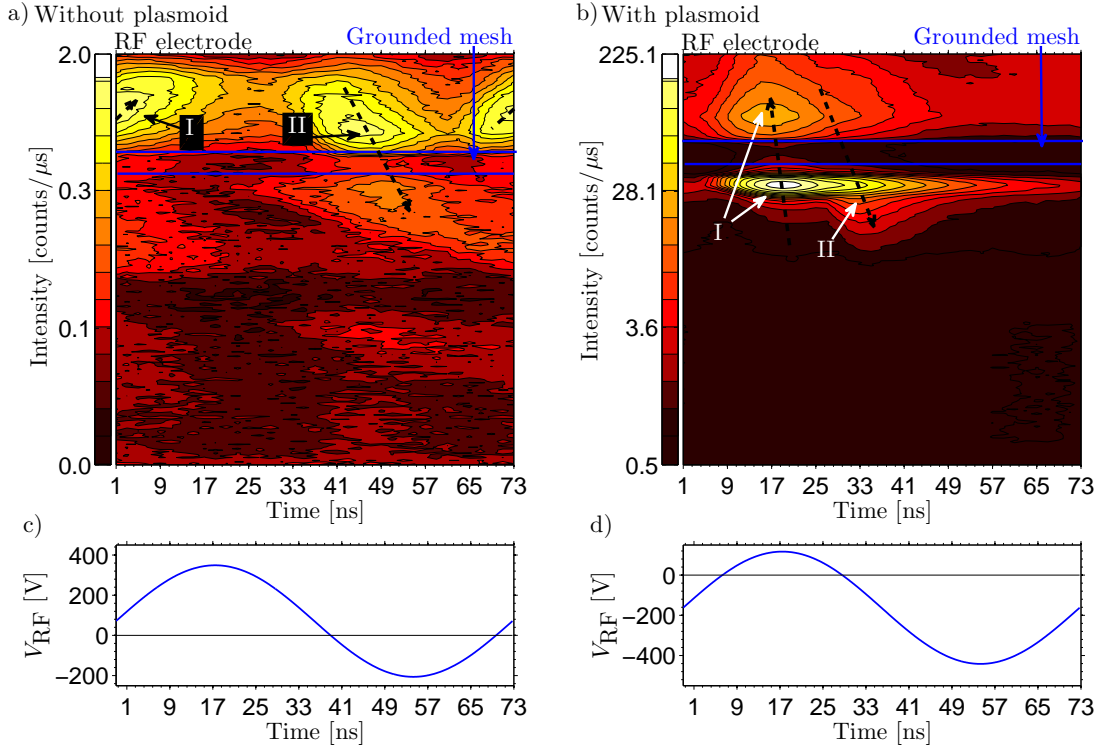 a) Without plasmoid
RF electrode
Grounded mesh
2.0
0.3
0.1
0.0
Intensity [counts/μs]
I
II
1 9 17 25 33 41 49 57 65 73
Time [ns]
b) With plasmoid
RF electrode
Grounded mesh
225.1
28.1
3.6
0.5
Intensity [counts/μs]
I
II
1 9 17 25 33 41 49 57 65 73
Time [ns]
c)
400
200
0
−200
V_RF [V]
1 9 17 25 33 41 49 57 65 73
Time [ns]
d)
0
−200
−400
V_RF [V]
1 9 17 25 33 41 49 57 65 73
Time [ns]